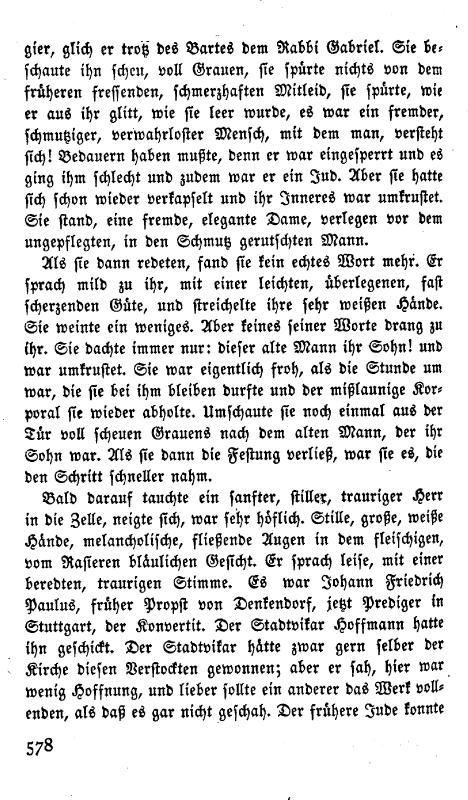 gier, glich er trotz des Bartes dem Rabbi Gabriel. Sie be-
schaute ihn scheu, voll Grauen, sie spürte nichts von dem
früheren fressenden, schmerzhaften Mitleid, sie spürte, wie
er aus ihr glitt, wie sie leer wurde, es war ein fremder,
schmutziger, verwahrloster Mensch, mit dem man, versteht
sich! Bedauern haben mußte, denn er war eingesperrt und es
ging ihm schlecht und zudem war er ein Jud. Aber sie hatte
sich schon wieder verkapselt und ihr Inneres war umkrustet.
Sie stand, eine fremde, elegante Dame, verlegen vor dem
ungepflegten, in den Schmutz gerutschten Mann.
Als sie dann redeten, fand sie kein echtes Wort mehr. Er
sprach mild zu ihr, mit einer leichten, überlegenen, fast
scherzenden Güte, und streichelte ihre sehr weißen Hände.
Sie weinte ein weniges. Aber keines seiner Worte drang zu
ihr. Sie dachte immer nur: dieser alte Mann ihr Sohn! und
war umkrustet. Sie war eigentlich froh, als die Stunde um
war, die sie bei ihm bleiben durfte und der mißlaunige Kor-
poral sie wieder abholte. Umschaute sie noch einmal aus der
Tür voll scheuen Grauens nach dem alten Mann, der ihr
Sohn war. Als sie dann die Festung verließ, war sie es, die
den Schritt schneller nahm.
Bald darauf tauchte ein sanfter, stiller, trauriger Herr
in die Zelle, neigte sich, war sehr höflich. Stille, große, weiße
Hände, melancholische, fließende Augen in dem fleischigen,
vom Rasieren bläulichen Gesicht. Er sprach leise, mit einer
beredten, traurigen Stimme. Es war Johann Friedrich
Paulus, früher Propst von Denkendorf, jetzt Prediger in
Stuttgart, der Konvertit. Der Stadtvikar Hoffmann hatte
ihn geschickt. Der Stadtvikar hätte zwar gern selber der
Kirche diesen Verstockten gewonnen; aber er sah, hier war
wenig Hoffnung, und lieber sollte ein anderer das Werk voll-
enden, als daß es gar nicht geschah. Der frühere Jude konnte
578